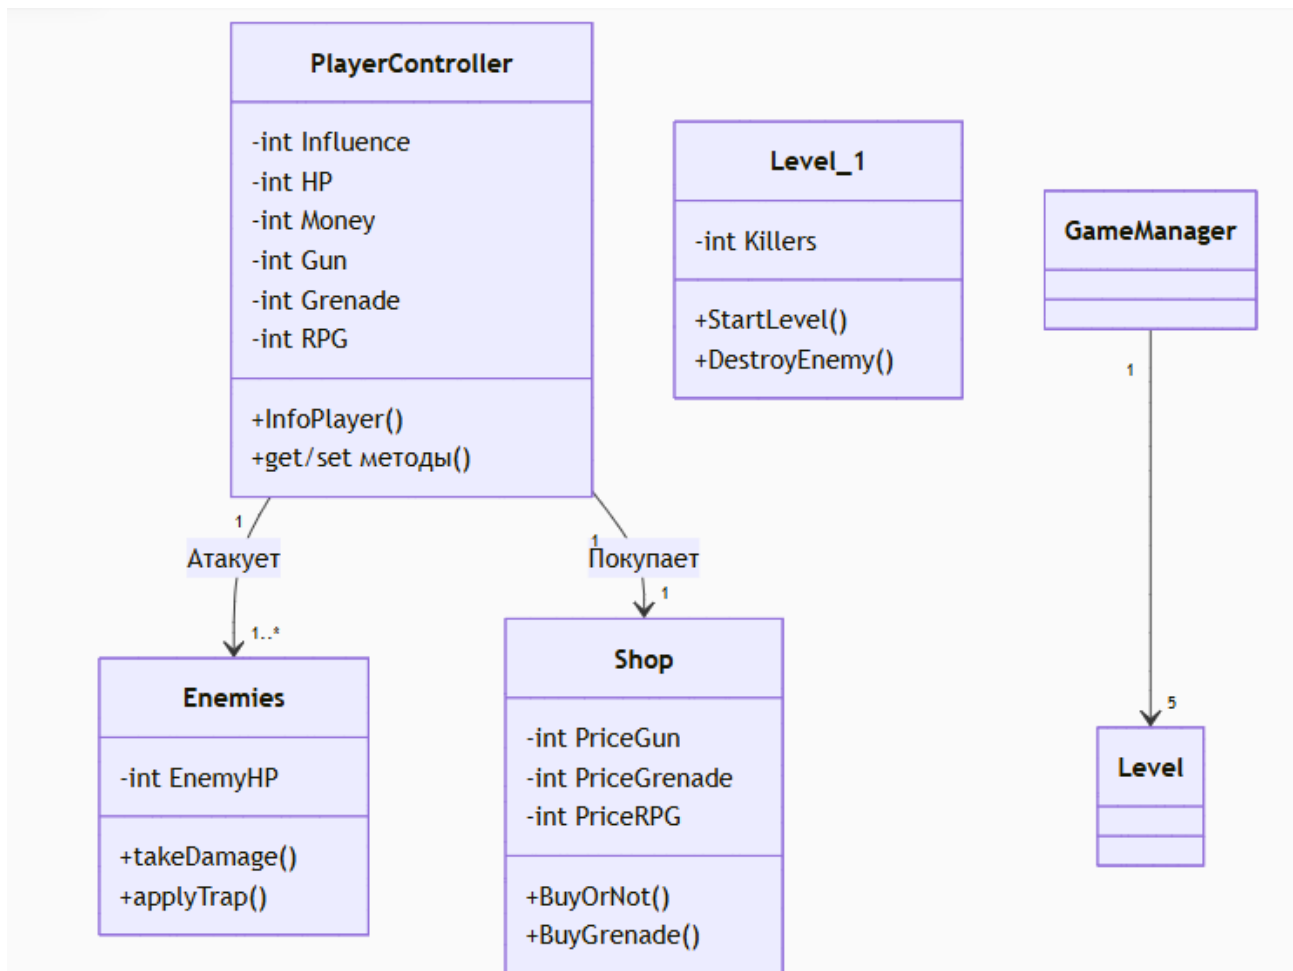 PlayerController
-int Influence
-int HP
-int Money
-int Gun
-int Grenade
-int RPG
+InfoPlayer()
+get/set методы()
Level_1
-int Killers
+StartLevel()
+DestroyEnemy()
GameManager
1
5
Level
1
Атакует
1..*
1
Покупает
1
Enemies
-int EnemyHP
+takeDamage()
+applyTrap()
Shop
-int PriceGun
-int PriceGrenade
-int PriceRPG
+BuyOrNot()
+BuyGrenade()